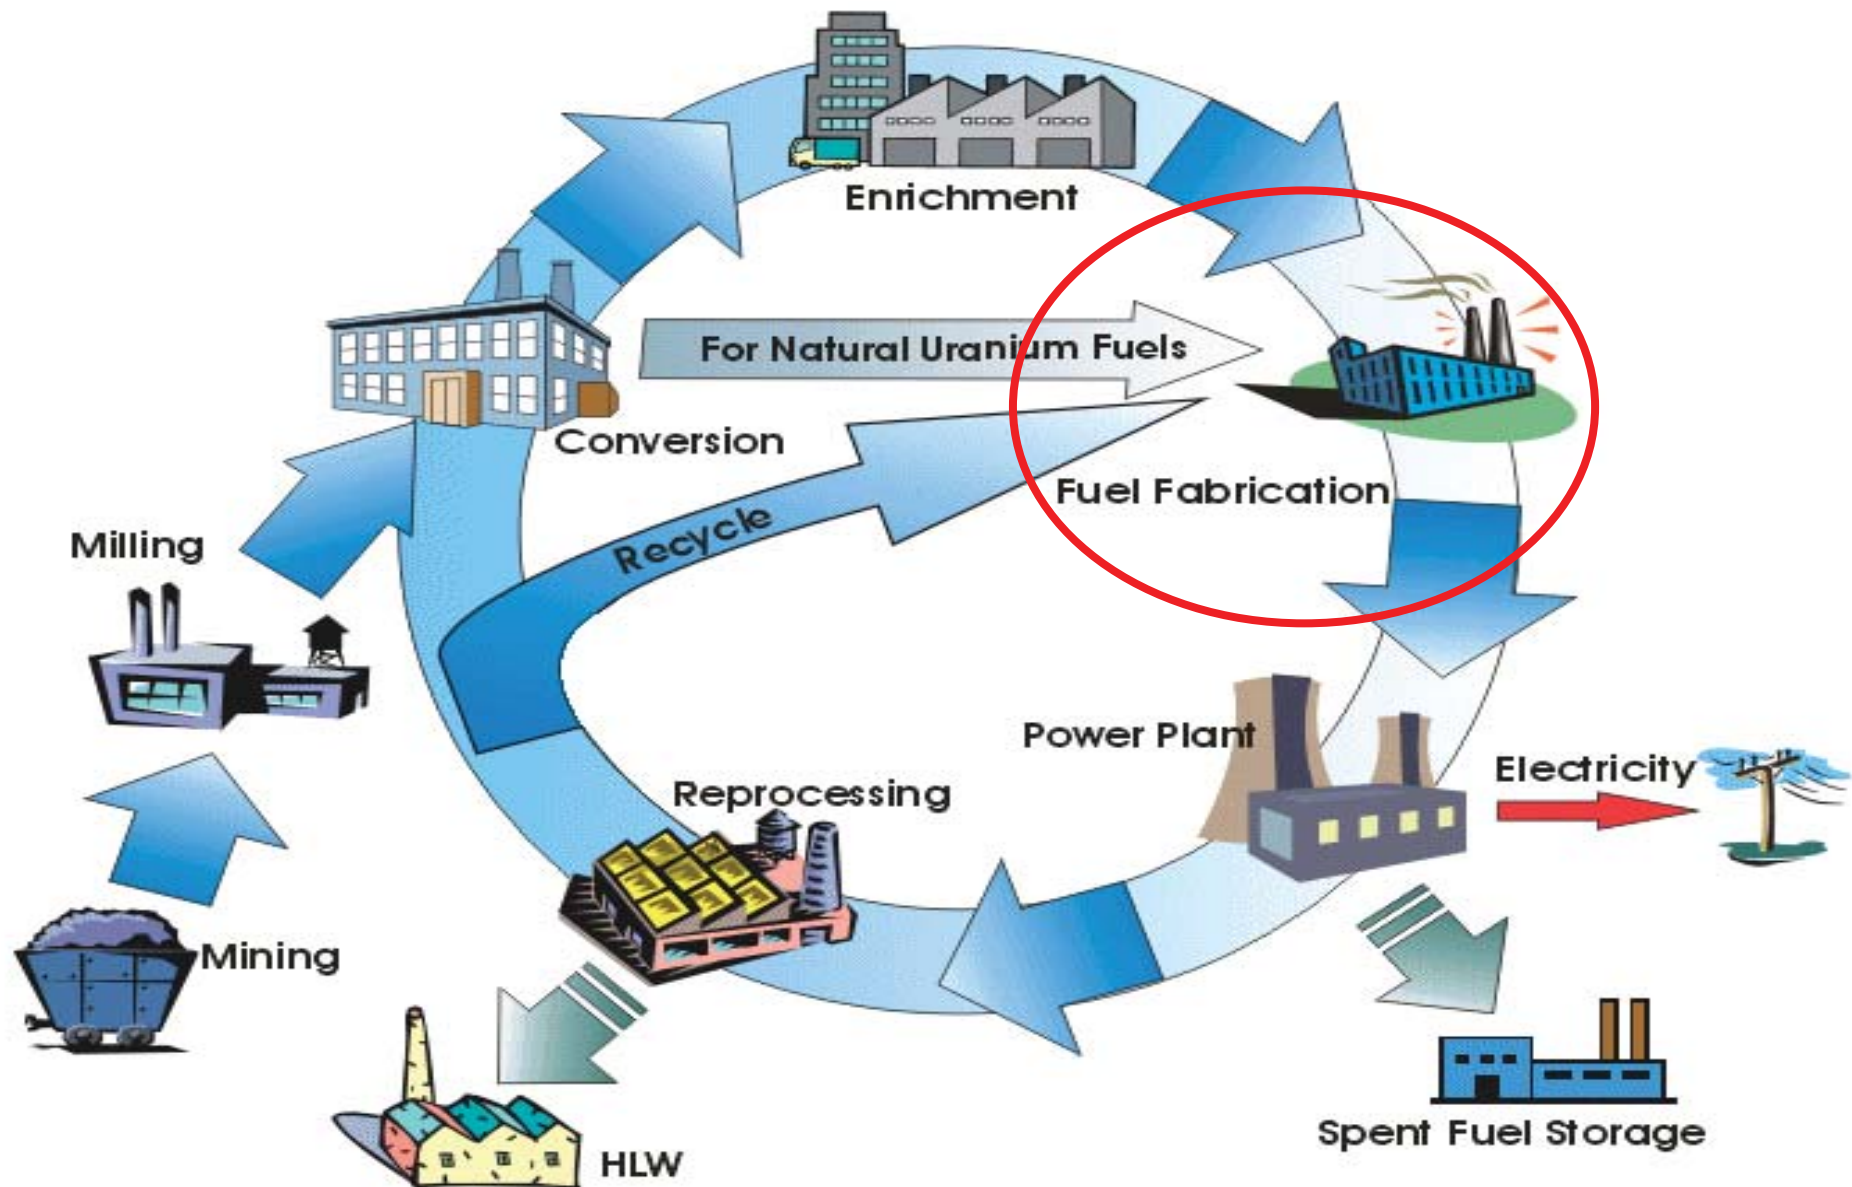 Enrichment
For Natural Uranium Fuels
Conversion
Fuel Fabrication
Recycle
Milling
Power Plant
Electricity
Reprocessing
Mining
Spent Fuel Storage
HLW